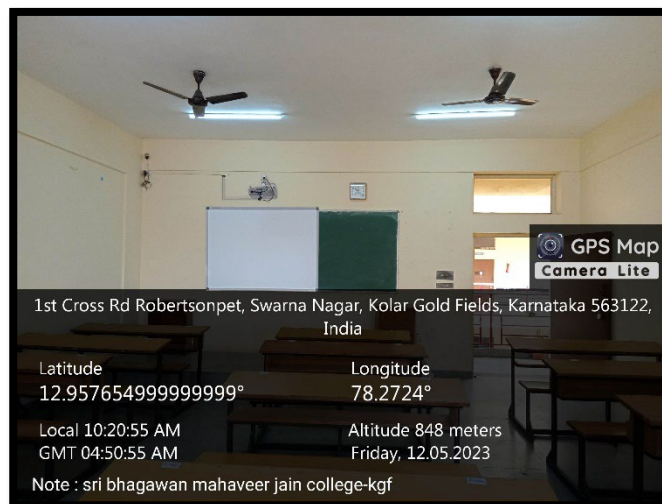 GPS Map
Camera Lite
1st Cross Rd Robertsonpet, Swarna Nagar, Kolar Gold Fields, Karnataka 563122,
India
Latitude
12.957654999999999°
Longitude
78.2724°
Local 10:20:55 AM
GMT 04:50:55 AM
Altitude 848 meters
Friday, 12.05.2023
Note : sri bhagawan mahaveer jain college-kgf